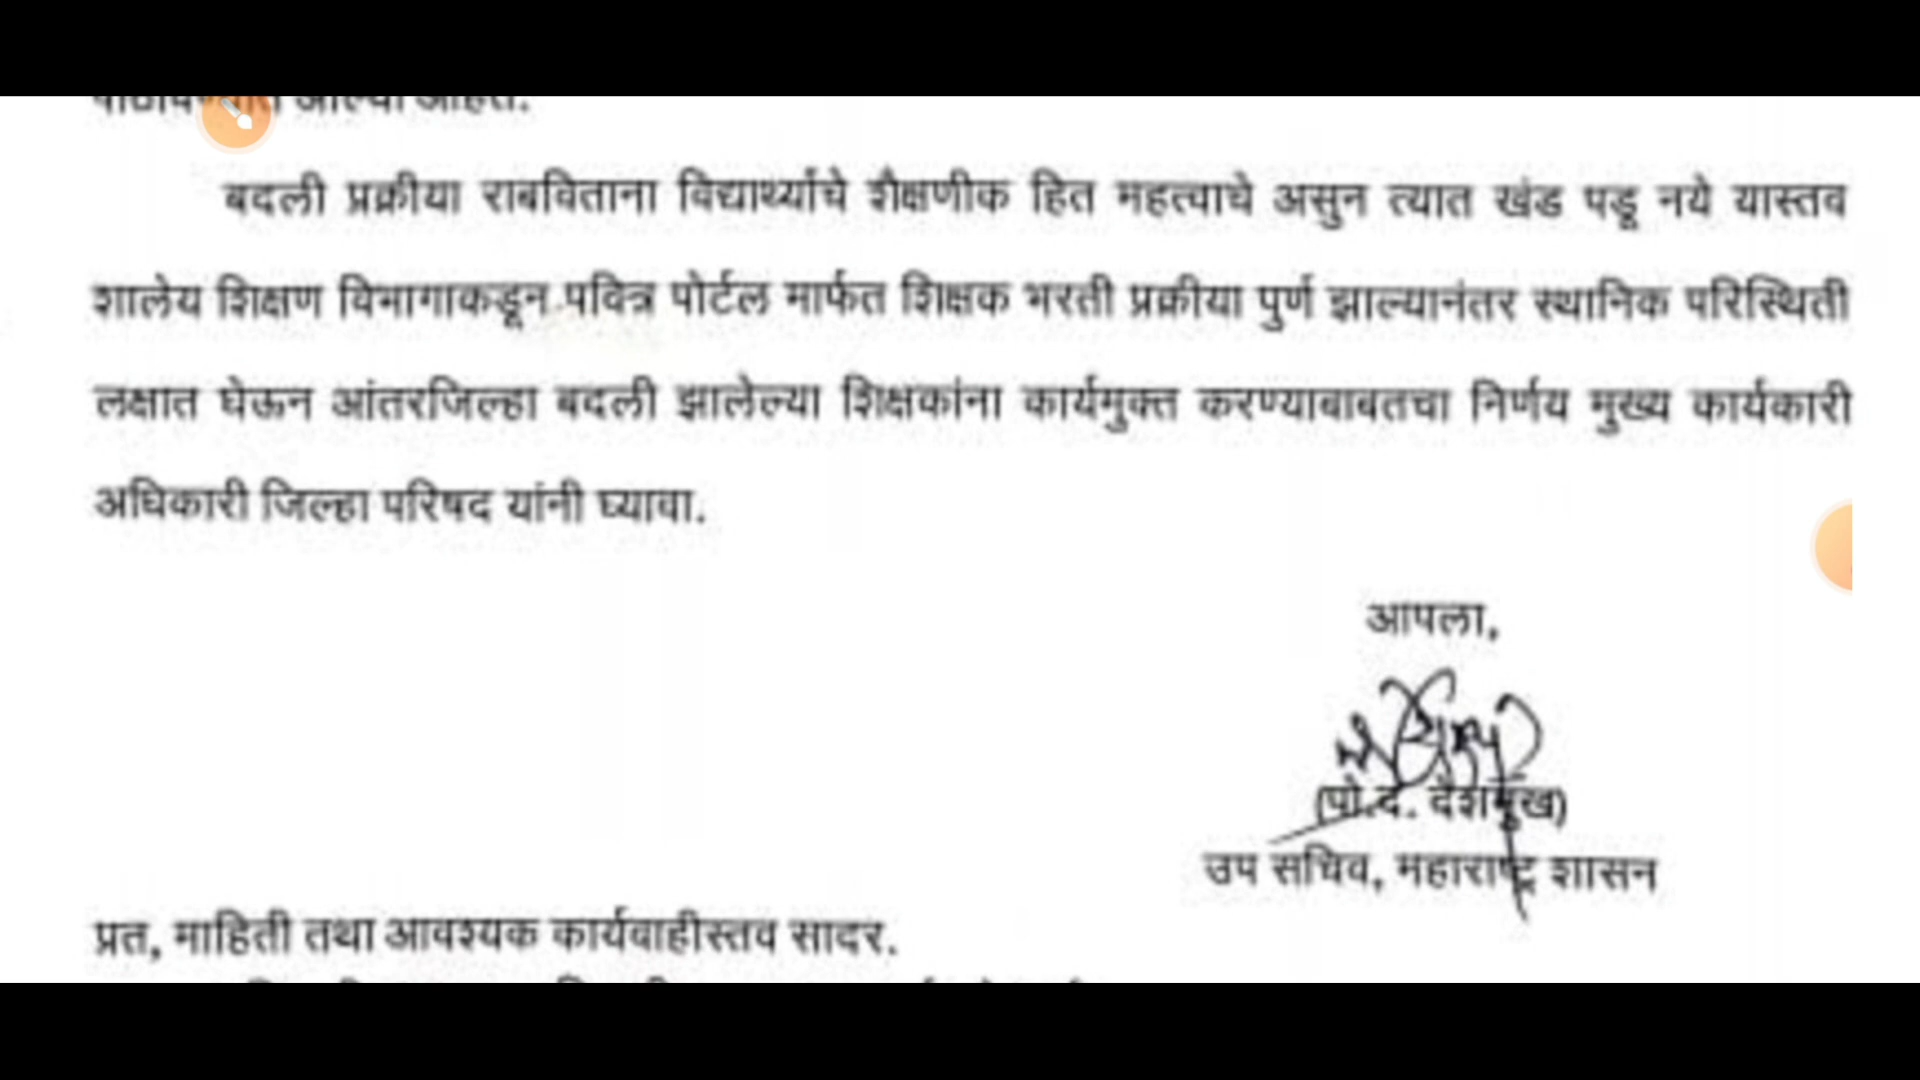 आल्या आहेत.
बदली प्रक्रीया राबविताना विद्यार्थ्यांचे शैक्षणीक हित महत्वाचे असुन त्यात खंड पडू नये यास्तव
शालेय शिक्षण विभागाकडून पवित्र पोर्टल मार्फत शिक्षक भरती प्रक्रीया पुर्ण झाल्यानंतर स्थानिक परिस्थिती
लक्षात घेऊन आंतरजिल्हा बदली झालेल्या शिक्षकांना कार्यमुक्त करण्याबाबतचा निर्णय मुख्य कार्यकारी
अधिकारी जिल्हा परिषद यांनी घ्यावा.
आपला,
(पो.द. देशमुख)
उप सचिव, महाराष्ट्र शासन
प्रत, माहिती तथा आवश्यक कार्यवाहीस्तव सादर.